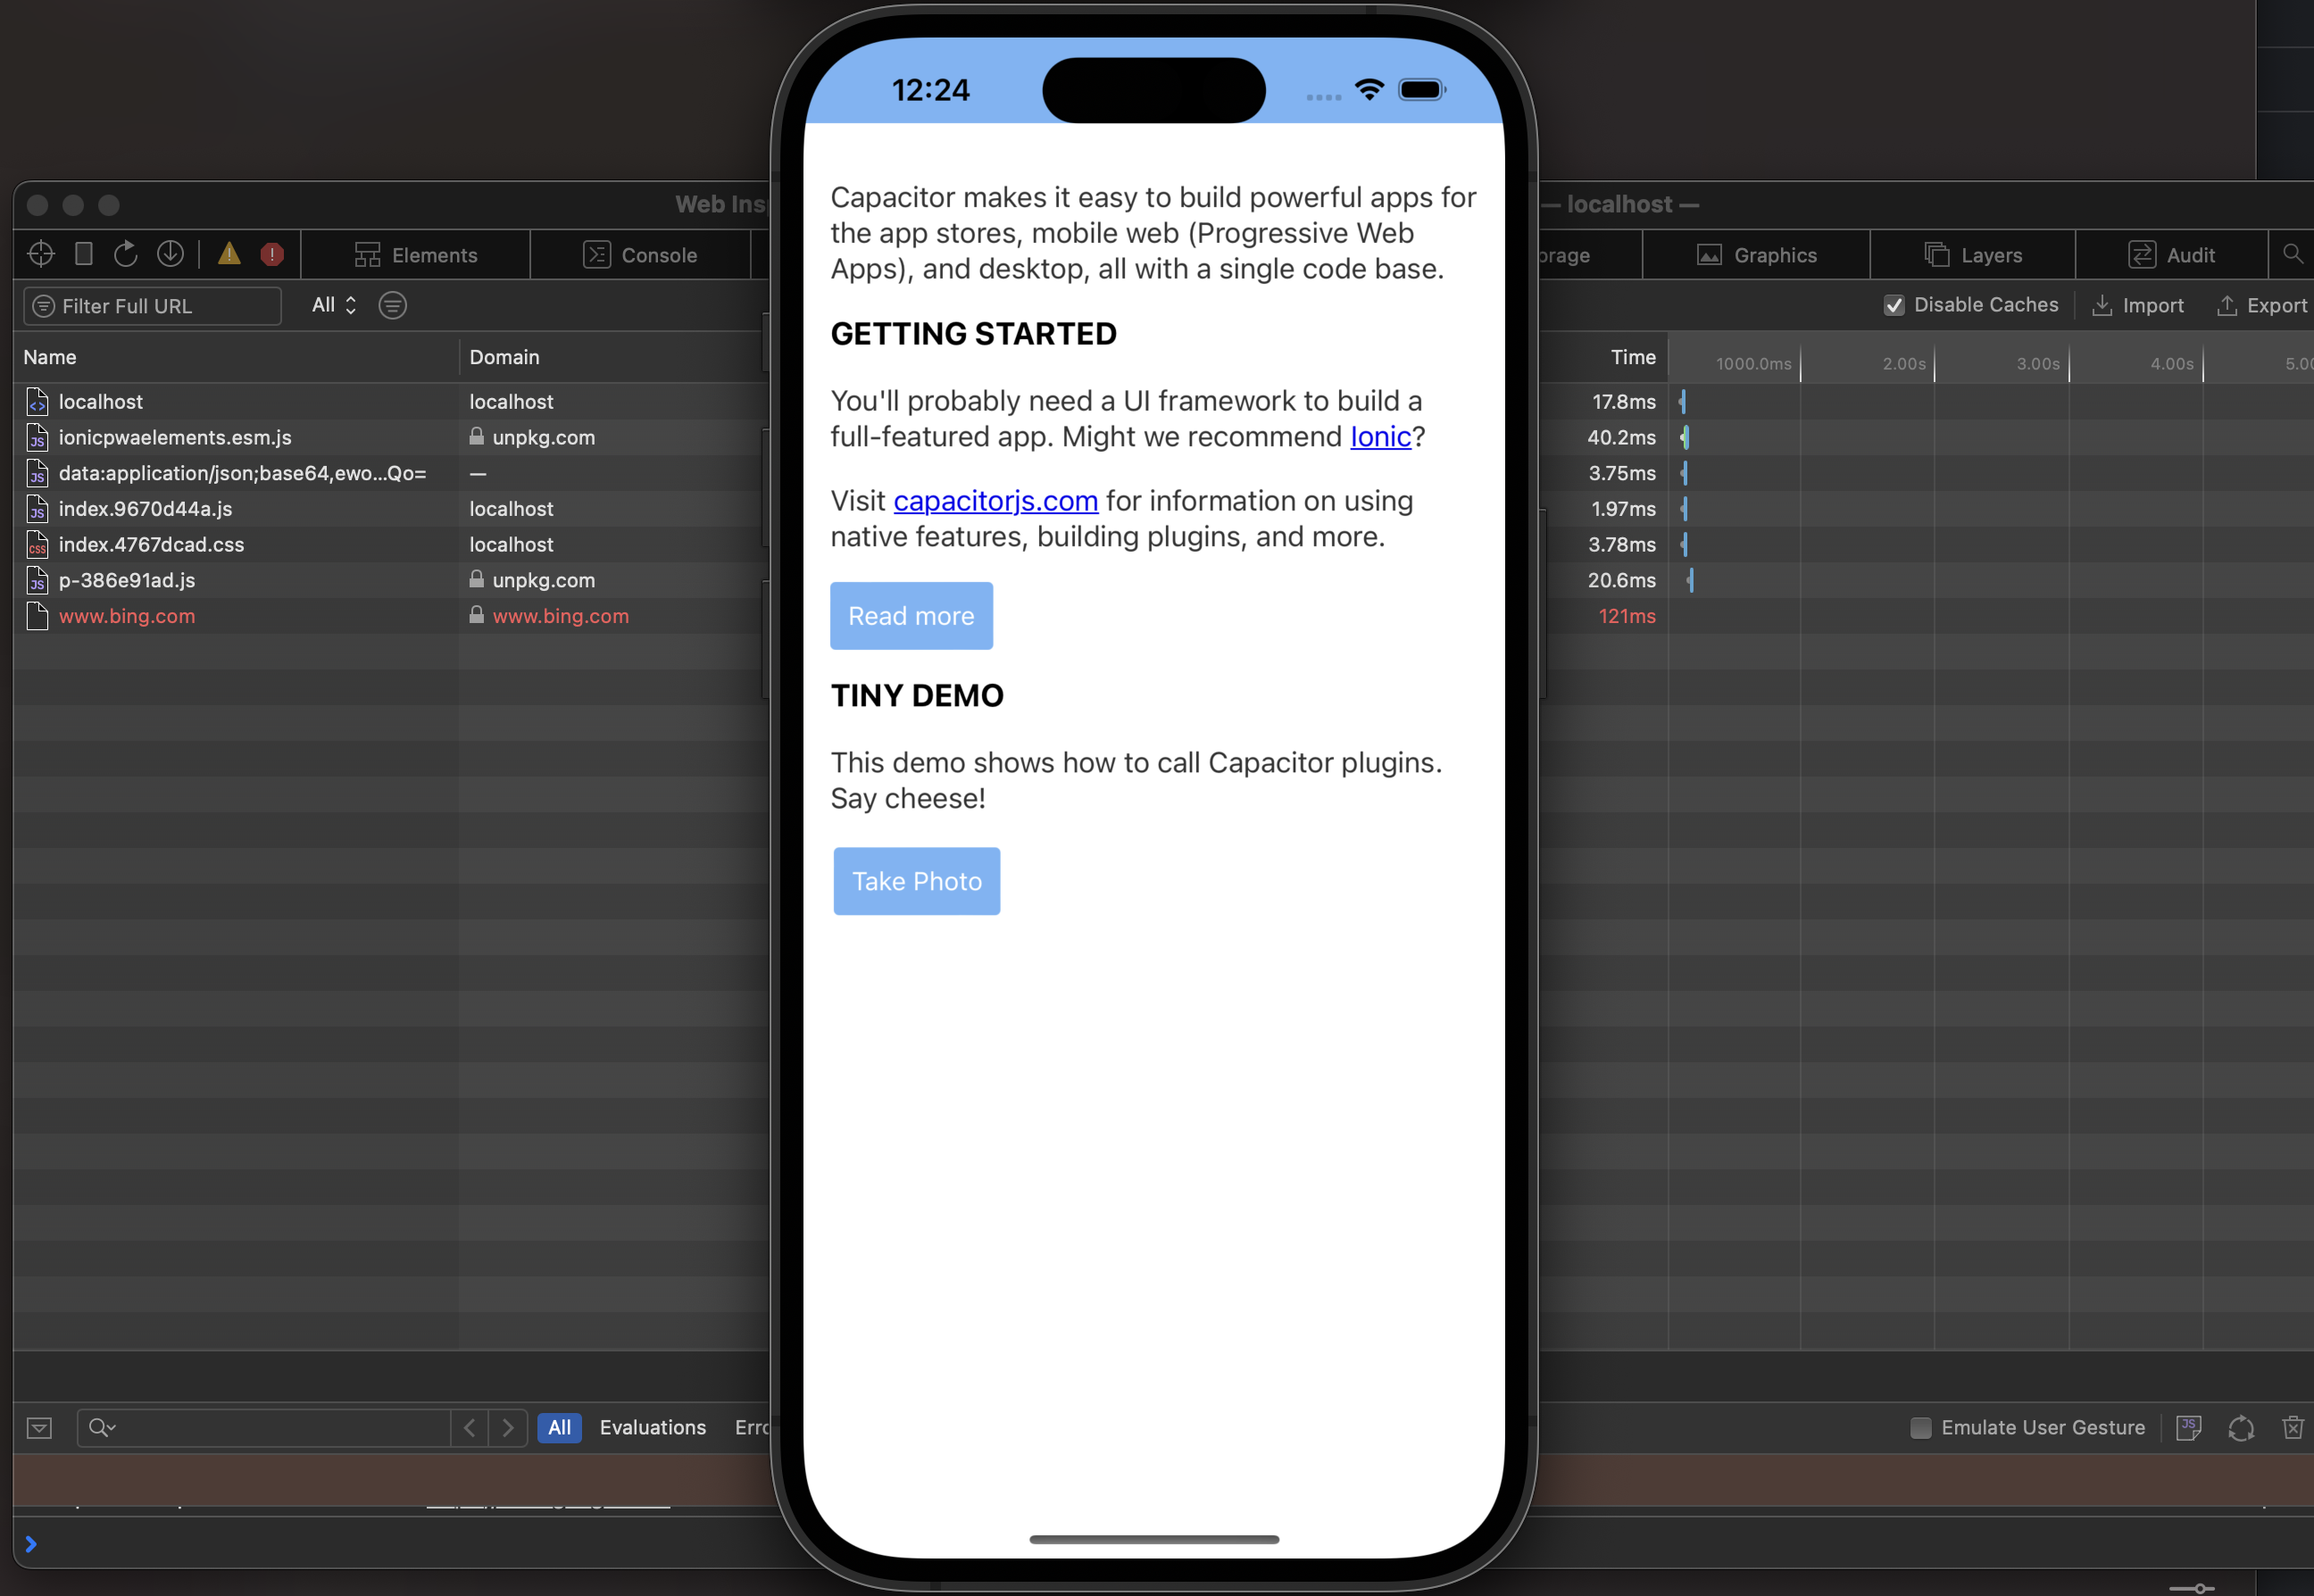 12:24
Capacitor makes it easy to build powerful apps for
the app stores, mobile web (Progressive Web
Apps), and desktop, all with a single code base.
GETTING STARTED
You'll probably need a UI framework to build a
full-featured app. Might we recommend Ionic?
Visit capacitorjs.com for information on using
native features, building plugins, and more.
Read more
TINY DEMO
This demo shows how to call Capacitor plugins.
Say cheese!
Take Photo
Web — localhost —
Elements Console Graphics Layers Audit
Filter Full URL All Disable Caches Import Export
Name Domain Time 1000.0ms 2.00s 3.00s 4.00s
localhost localhost 17.8ms
ionicpwaelements.esm.js unpkg.com 40.2ms
data:application/json;base64,ewo...Qo= — 3.75ms
index.9670d44a.js localhost 1.97ms
index.4767dcad.css localhost 3.78ms
p-386e91ad.js unpkg.com 20.6ms
www.bing.com www.bing.com 121ms
All Evaluations Emulate User Gesture